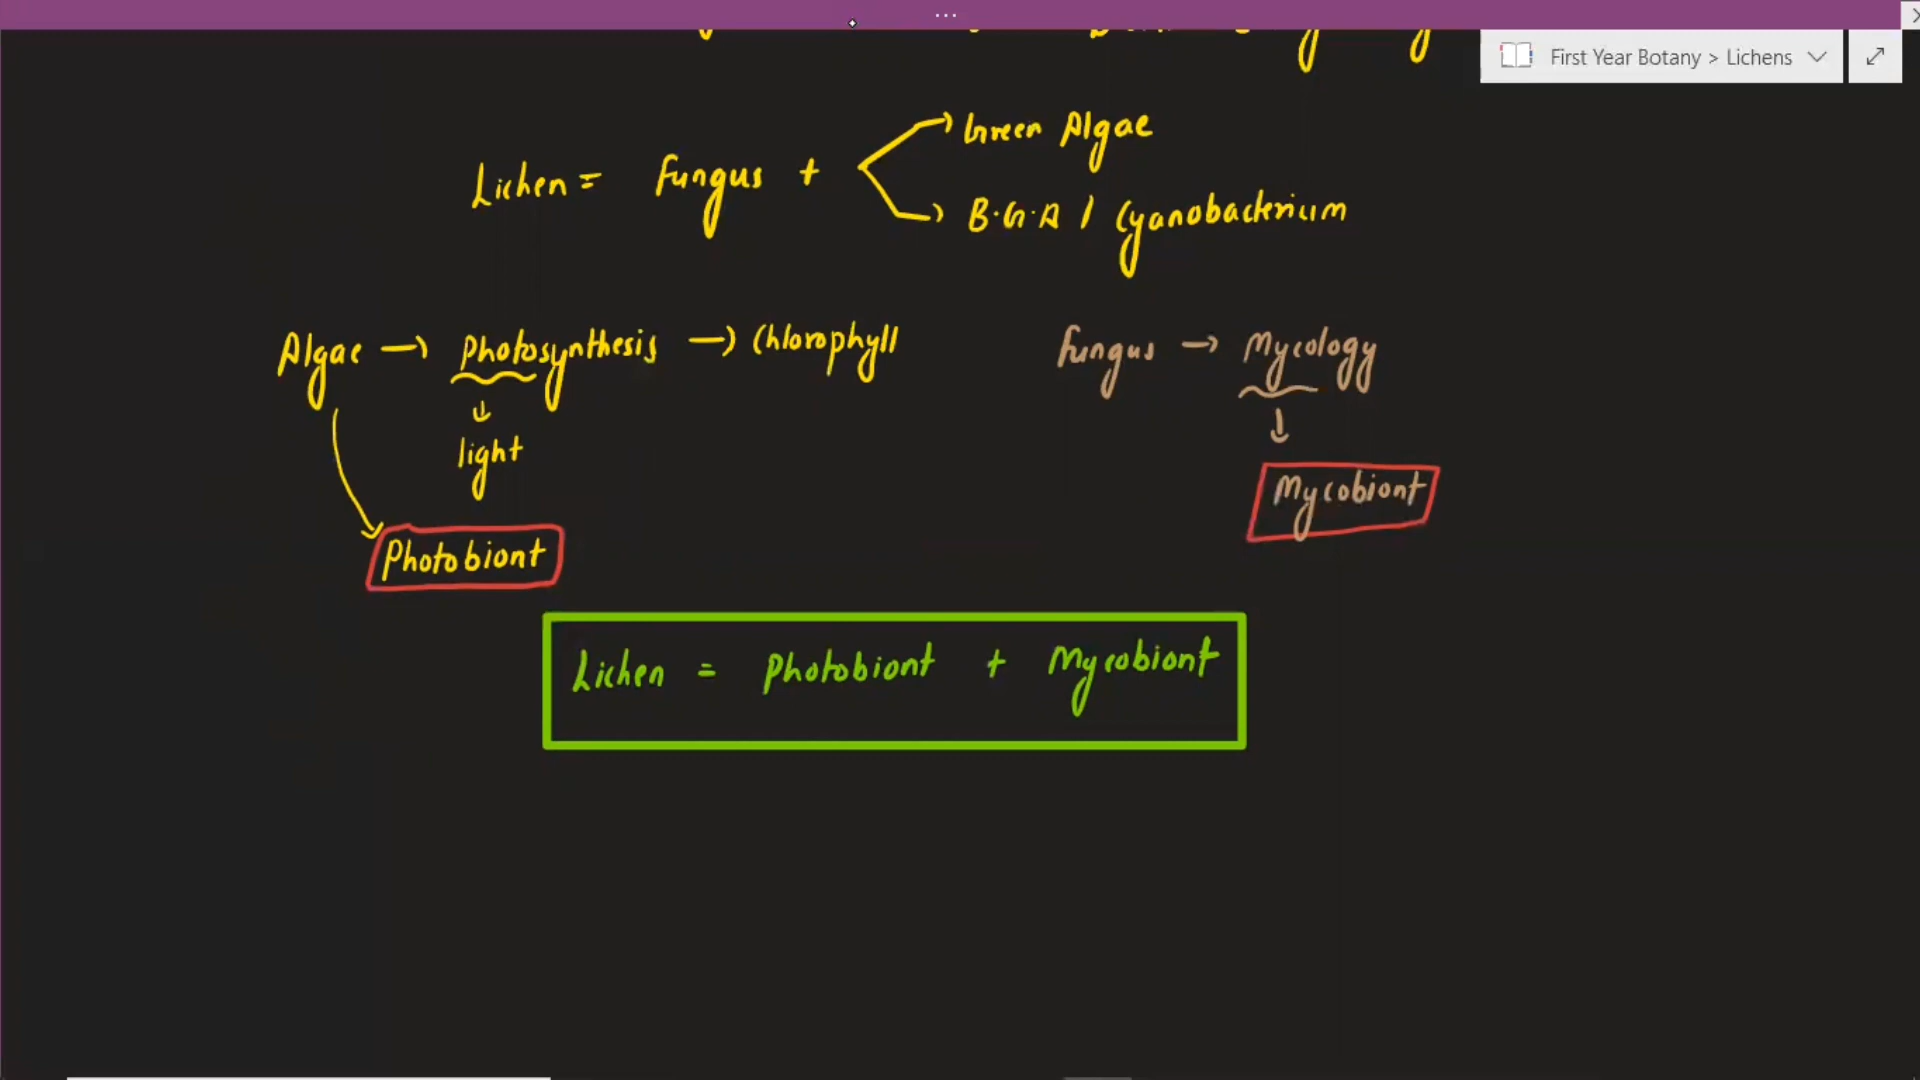 ...
First Year Botany > Lichens
Green Algae
Lichen = Fungus +
B.G.A / Cyanobacterium
Algae → Photosynthesis → Chlorophyll
Fungus → Mycology
↓
light
↓
Mycobiont
Photobiont
Lichen = Photobiont + Mycobiont